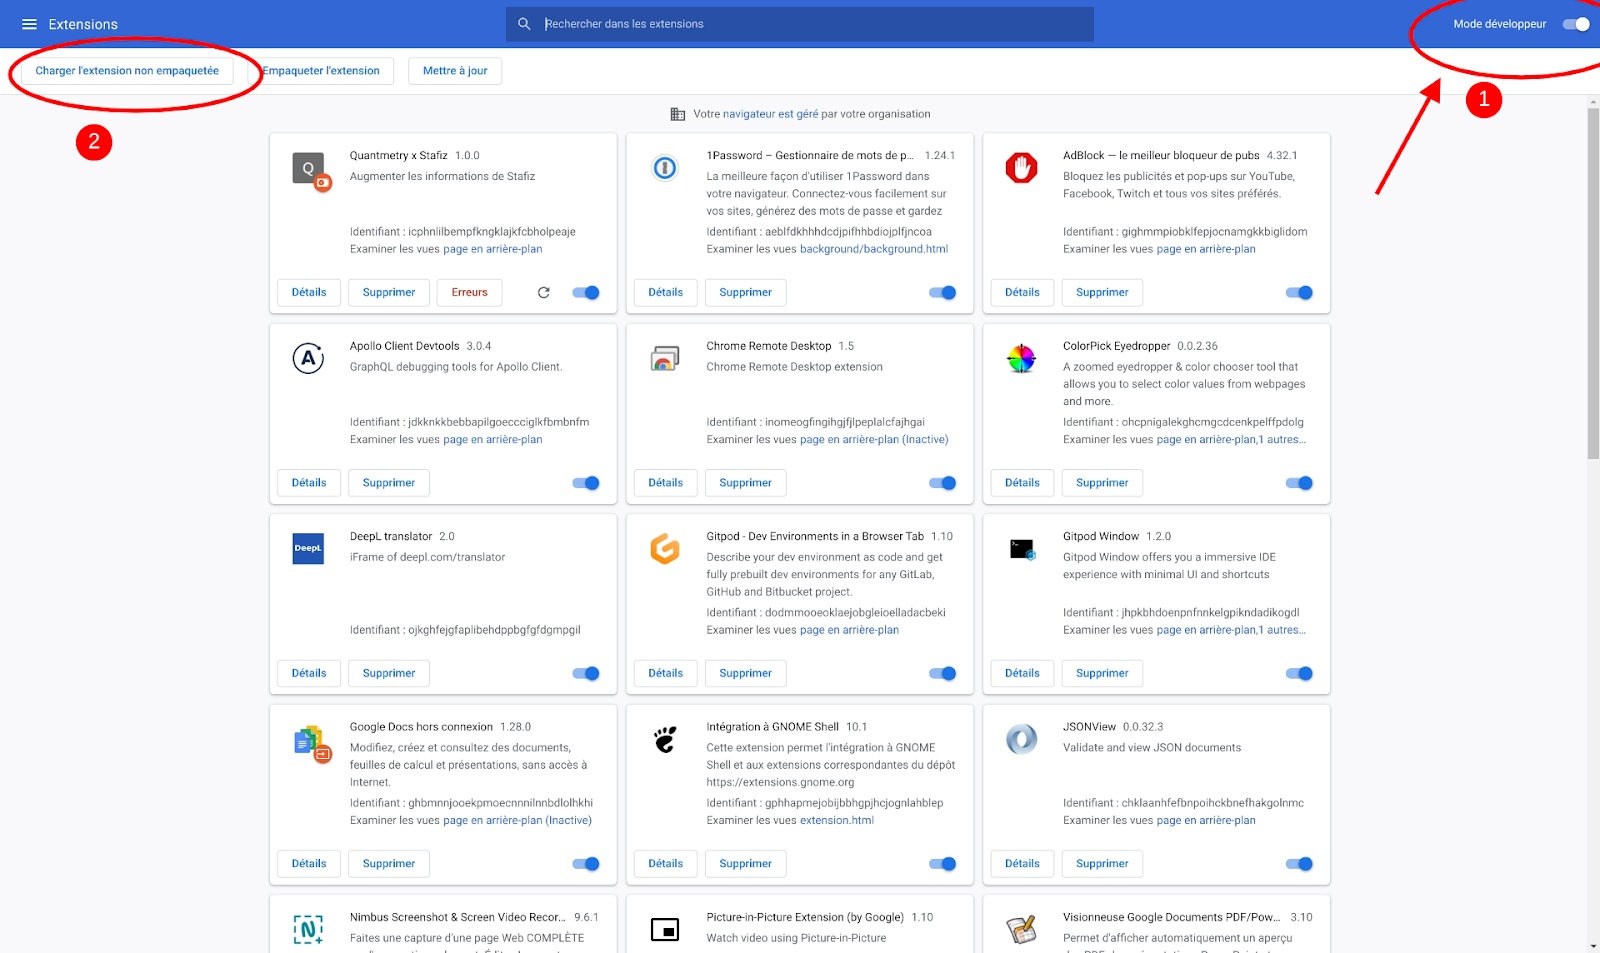 Extensions
Rechercher dans les extensions
Mode développeur
Charger l'extension non empaquetée
Empaqueter l'extension
Mettre à jour
1
2
Votre navigateur est géré par votre organisation
Q
Quantmetry x Stafiz 1.0.0
Augmenter les informations de Stafiz
Identifiant : icphnlilbempfkngklajkfcbholpeaje
Examiner les vues page en arrière-plan
Détails
Supprimer
Erreurs
1Password – Gestionnaire de mots de p... 1.24.1
La meilleure façon d'utiliser 1Password dans
votre navigateur. Connectez-vous facilement sur
vos sites, générez des mots de passe et gardez
Identifiant : aeblfdkhhhdcdjpifhhbdiojplfjncoa
Examiner les vues background/background.html
Détails
Supprimer
AdBlock — le meilleur bloqueur de pubs 4.32.1
Bloquez les publicités et pop-ups sur YouTube,
Facebook, Twitch et tous vos sites préférés.
Identifiant : gighmmpiobklfepjocnamgkkbiglidom
Examiner les vues page en arrière-plan
Détails
Supprimer
A
Apollo Client Devtools 3.0.4
GraphQL debugging tools for Apollo Client.
Identifiant : jdkknkkbebbapilgoeccciglkfbmbnfm
Examiner les vues page en arrière-plan
Détails
Supprimer
Chrome Remote Desktop 1.5
Chrome Remote Desktop extension
Identifiant : inomeogfingihgjfjlpeplalcfajhgai
Examiner les vues page en arrière-plan (Inactive)
Détails
Supprimer
ColorPick Eyedropper 0.0.2.36
A zoomed eyedropper & color chooser tool that
allows you to select color values from webpages
and more.
Identifiant : ohcpnigalekghcmgcdcenkpelffpdolg
Examiner les vues page en arrière-plan,1 autres...
Détails
Supprimer
DeepL
DeepL translator 2.0
iFrame of deepl.com/translator
Identifiant : ojkghfejgfaplibehdppbgfgfdgmpgil
Détails
Supprimer
Gitpod - Dev Environments in a Browser Tab 1.10
Describe your dev environment as code and get
fully prebuilt dev environments for any GitLab,
GitHub and Bitbucket project.
Identifiant : dodmmooeoklaejobgleioelladacbeki
Examiner les vues page en arrière-plan
Détails
Supprimer
Gitpod Window 1.2.0
Gitpod Window offers you a immersive IDE
experience with minimal UI and shortcuts
Identifiant : jhpkbhdoenpnfnnkelgpikndadikogdl
Examiner les vues page en arrière-plan,1 autres...
Détails
Supprimer
Google Docs hors connexion 1.28.0
Modifiez, créez et consultez des documents,
feuilles de calcul et présentations, sans accès à
Internet.
Identifiant : ghbmnnjooekpmoecnnnilnnbdlolhkhi
Examiner les vues page en arrière-plan (Inactive)
Détails
Supprimer
Intégration à GNOME Shell 10.1
Cette extension permet l'intégration à GNOME
Shell et aux extensions correspondantes du dépôt
https://extensions.gnome.org
Identifiant : gphhapmejobijbbhgpjhcjognlahblep
Examiner les vues extension.html
Détails
Supprimer
JSONView 0.0.32.3
Validate and view JSON documents
Identifiant : chklaanhfefbnpoihckbnefhakgolnmc
Examiner les vues page en arrière-plan
Détails
Supprimer
N
Nimbus Screenshot & Screen Video Recor... 9.6.1
Faites une capture d'une page Web COMPLÈTE
Picture-in-Picture Extension (by Google) 1.10
Watch video using Picture-in-Picture
Visionneuse Google Documents PDF/Pow... 3.10
Permet d'afficher automatiquement un aperçu